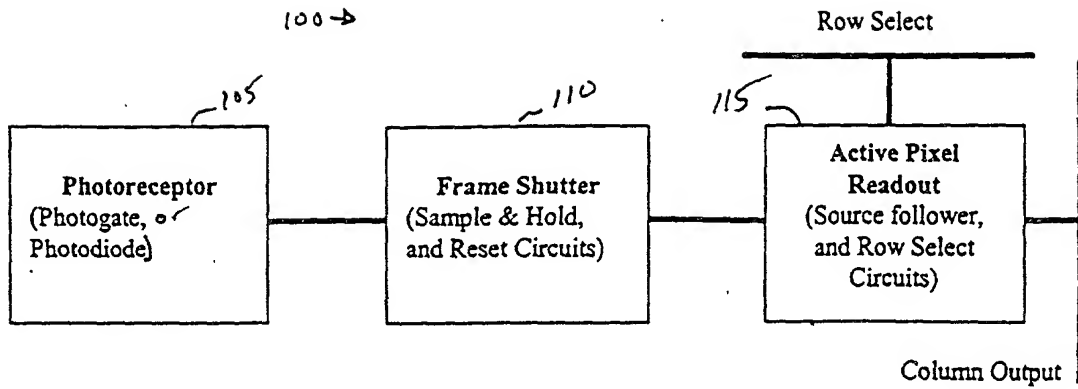 100 →
Row Select
105
110
115
Photoreceptor
(Photogate, or
Photodiode)
Frame Shutter
(Sample & Hold,
and Reset Circuits)
Active Pixel
Readout
(Source follower,
and Row Select
Circuits)
Column Output